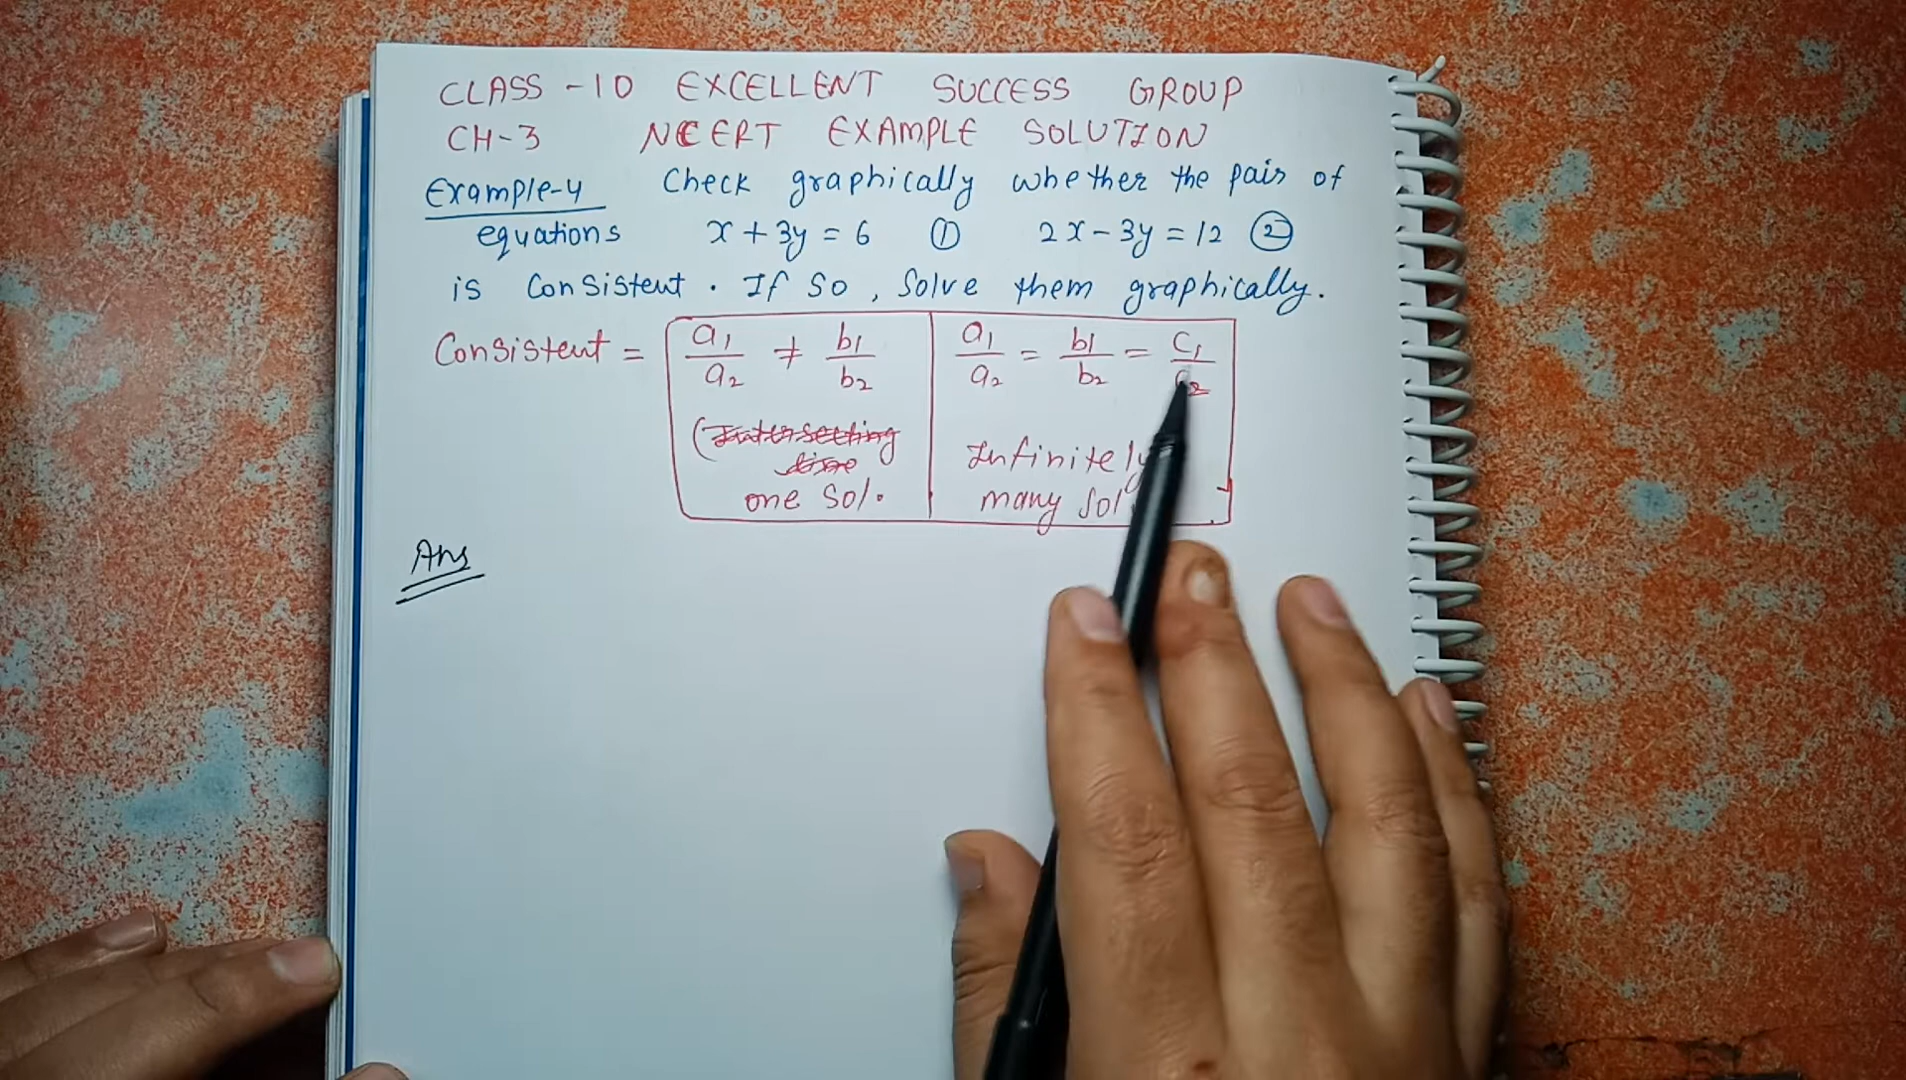 CLASS - 10 EXCELLENT SUCCESS GROUP
CH-3 NCERT EXAMPLE SOLUTION
Example-4 Check graphically whether the pair of
equations x + 3y = 6 ① 2x - 3y = 12 ②
is Consistent. If so, Solve them graphically.
Consistent = a₁/a₂ ≠ b₁/b₂ a₁/a₂ = b₁/b₂ = c₁/c₂
(Intersecting Infinitely
line many sol
one sol.
Ans